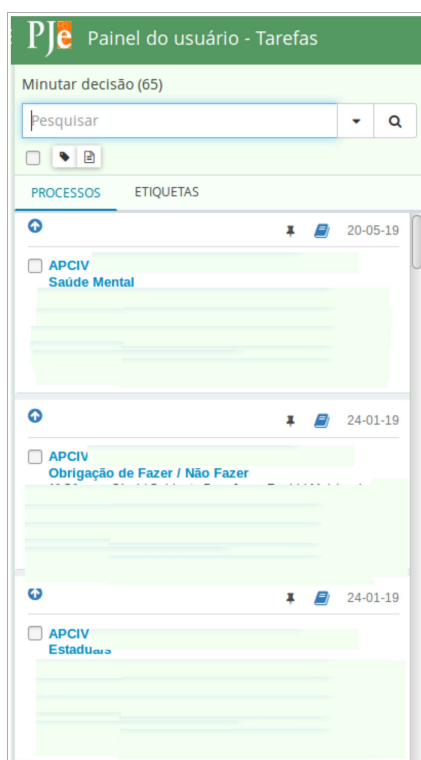 PJe Painel do usuário - Tarefas
Minutar decisão (65)
Pesquisar
PROCESSOS ETIQUETAS
20-05-19
APCIV
Saúde Mental
24-01-19
APCIV
Obrigação de Fazer / Não Fazer
24-01-19
APCIV
Estaduais